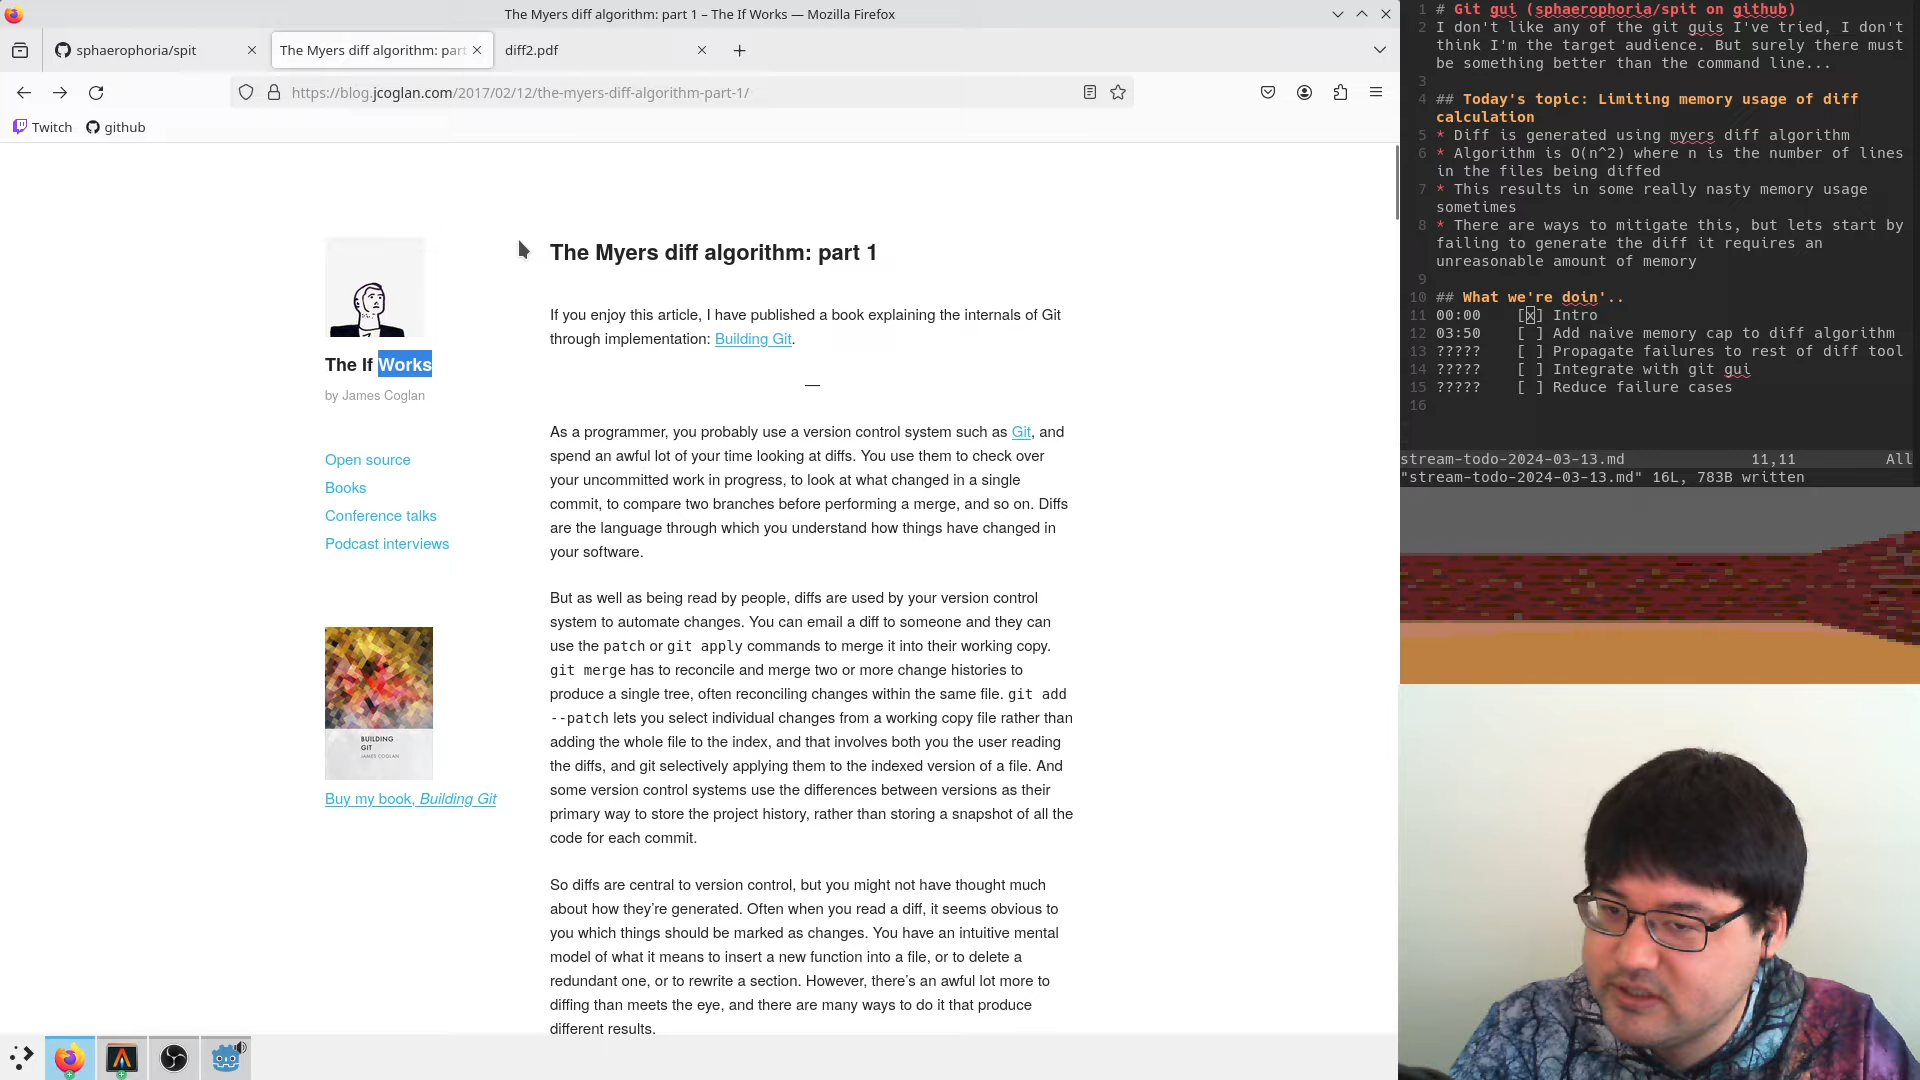 The Myers diff algorithm: part 1 – The If Works — Mozilla Firefox
sphaerophoria/spit
The Myers diff algorithm: part
diff2.pdf
https://blog.jcoglan.com/2017/02/12/the-myers-diff-algorithm-part-1/
Twitch
github
The If Works
by James Coglan
Open source
Books
Conference talks
Podcast interviews
BUILDING
GIT
JAMES COGLAN
Buy my book, Building Git
The Myers diff algorithm: part 1
If you enjoy this article, I have published a book explaining the internals of Git
through implementation: Building Git.
—
As a programmer, you probably use a version control system such as Git, and
spend an awful lot of your time looking at diffs. You use them to check over
your uncommitted work in progress, to look at what changed in a single
commit, to compare two branches before performing a merge, and so on. Diffs
are the language through which you understand how things have changed in
your software.
But as well as being read by people, diffs are used by your version control
system to automate changes. You can email a diff to someone and they can
use the patch or git apply commands to merge it into their working copy.
git merge has to reconcile and merge two or more change histories to
produce a single tree, often reconciling changes within the same file. git add
--patch lets you select individual changes from a working copy file rather than
adding the whole file to the index, and that involves both you the user reading
the diffs, and git selectively applying them to the indexed version of a file. And
some version control systems use the differences between versions as their
primary way to store the project history, rather than storing a snapshot of all the
code for each commit.
So diffs are central to version control, but you might not have thought much
about how they're generated. Often when you read a diff, it seems obvious to
you which things should be marked as changes. You have an intuitive mental
model of what it means to insert a new function into a file, or to delete a
redundant one, or to rewrite a section. However, there's an awful lot more to
diffing than meets the eye, and there are many ways to do it that produce
different results.
1 # Git gui (sphaerophoria/spit on github)
2 I don't like any of the git guis I've tried, I don't
think I'm the target audience. But surely there must
be something better than the command line...
3
4 ## Today's topic: Limiting memory usage of diff
calculation
5 * Diff is generated using myers diff algorithm
6 * Algorithm is O(n^2) where n is the number of lines
in the files being diffed
7 * This results in some really nasty memory usage
sometimes
8 * There are ways to mitigate this, but lets start by
failing to generate the diff it requires an
unreasonable amount of memory
9
10 ## What we're doin'..
11 00:00 [x] Intro
12 03:50 [ ] Add naive memory cap to diff algorithm
13 ????? [ ] Propagate failures to rest of diff tool
14 ????? [ ] Integrate with git gui
15 ????? [ ] Reduce failure cases
16
stream-todo-2024-03-13.md 11,11 All
"stream-todo-2024-03-13.md" 16L, 783B written